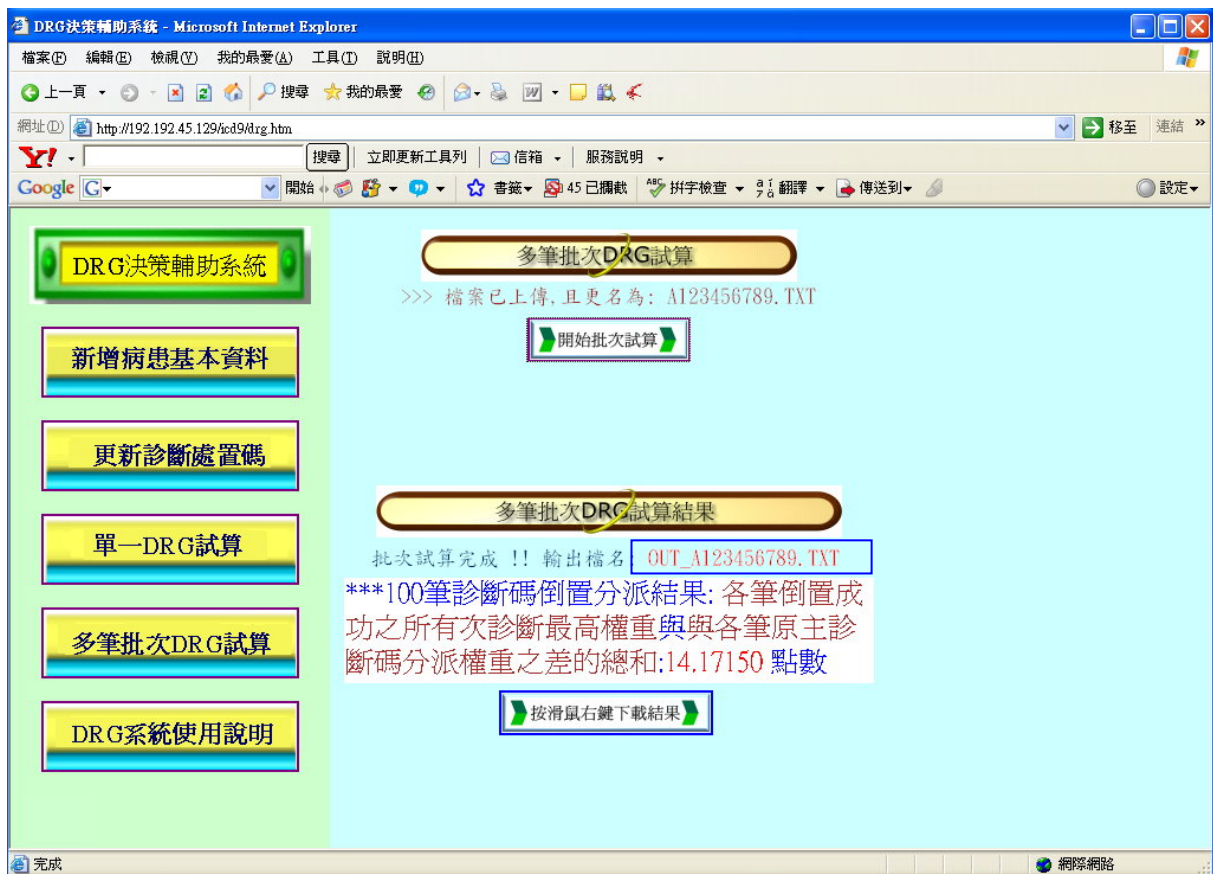 DRG決策輔助系統 - Microsoft Internet Explorer
檔案(F) 編輯(E) 檢視(V) 我的最愛(A) 工具(T) 說明(H)
上一頁 搜尋 我的最愛
網址(D) http://192.192.45.129/icd9/drg.htm 移至 連結 »
Y! 搜尋 立即更新工具列 信箱 服務說明
Google G 開始 書籤 45 已攔截 拼字檢查 翻譯 傳送到 設定
DRG決策輔助系統
新增病患基本資料
更新診斷處置碼
單一DRG試算
多筆批次DRG試算
DRG系統使用說明
多筆批次DRG試算
>>> 檔案已上傳,且更名為: A123456789.TXT
開始批次試算
多筆批次DRG試算結果
批次試算完成 !! 輸出檔名: OUT_A123456789.TXT
***100筆診斷碼倒置分派結果: 各筆倒置成
功之所有次診斷最高權重與與各筆原主診
斷碼分派權重之差的總和:14.17150 點數
按滑鼠右鍵下載結果
完成 網際網路